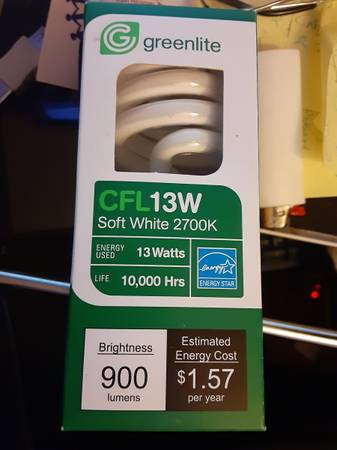 greenlite
CFL13W
Soft White 2700K
ENERGY USED 13 Watts
LIFE 10,000 Hrs
energy
ENERGY STAR
Brightness
900
lumens
Estimated
Energy Cost
$1.57
per year